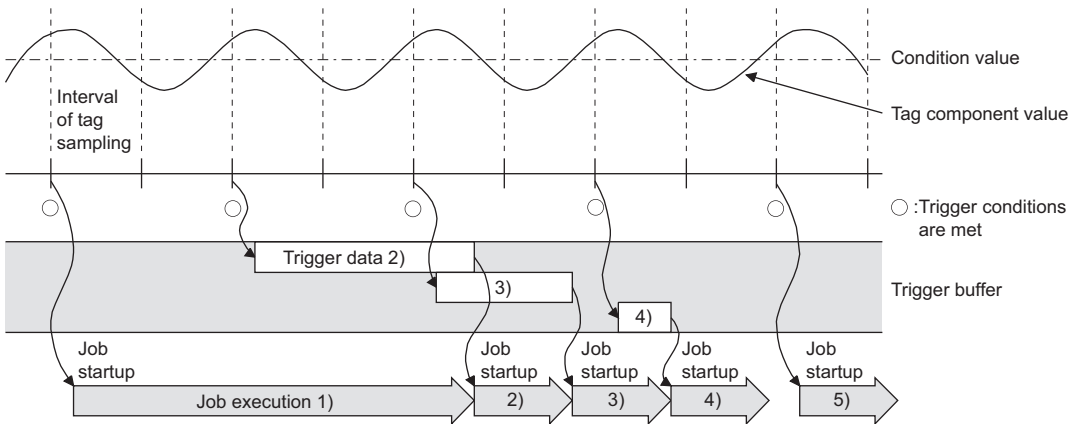 Condition value
Interval
of tag
sampling
Tag component value
:Trigger conditions
are met
Trigger data 2)
3)
Trigger buffer
4)
Job
startup
Job
startup
Job
startup
Job
startup
Job
startup
Job execution 1)
2)
3)
4)
5)